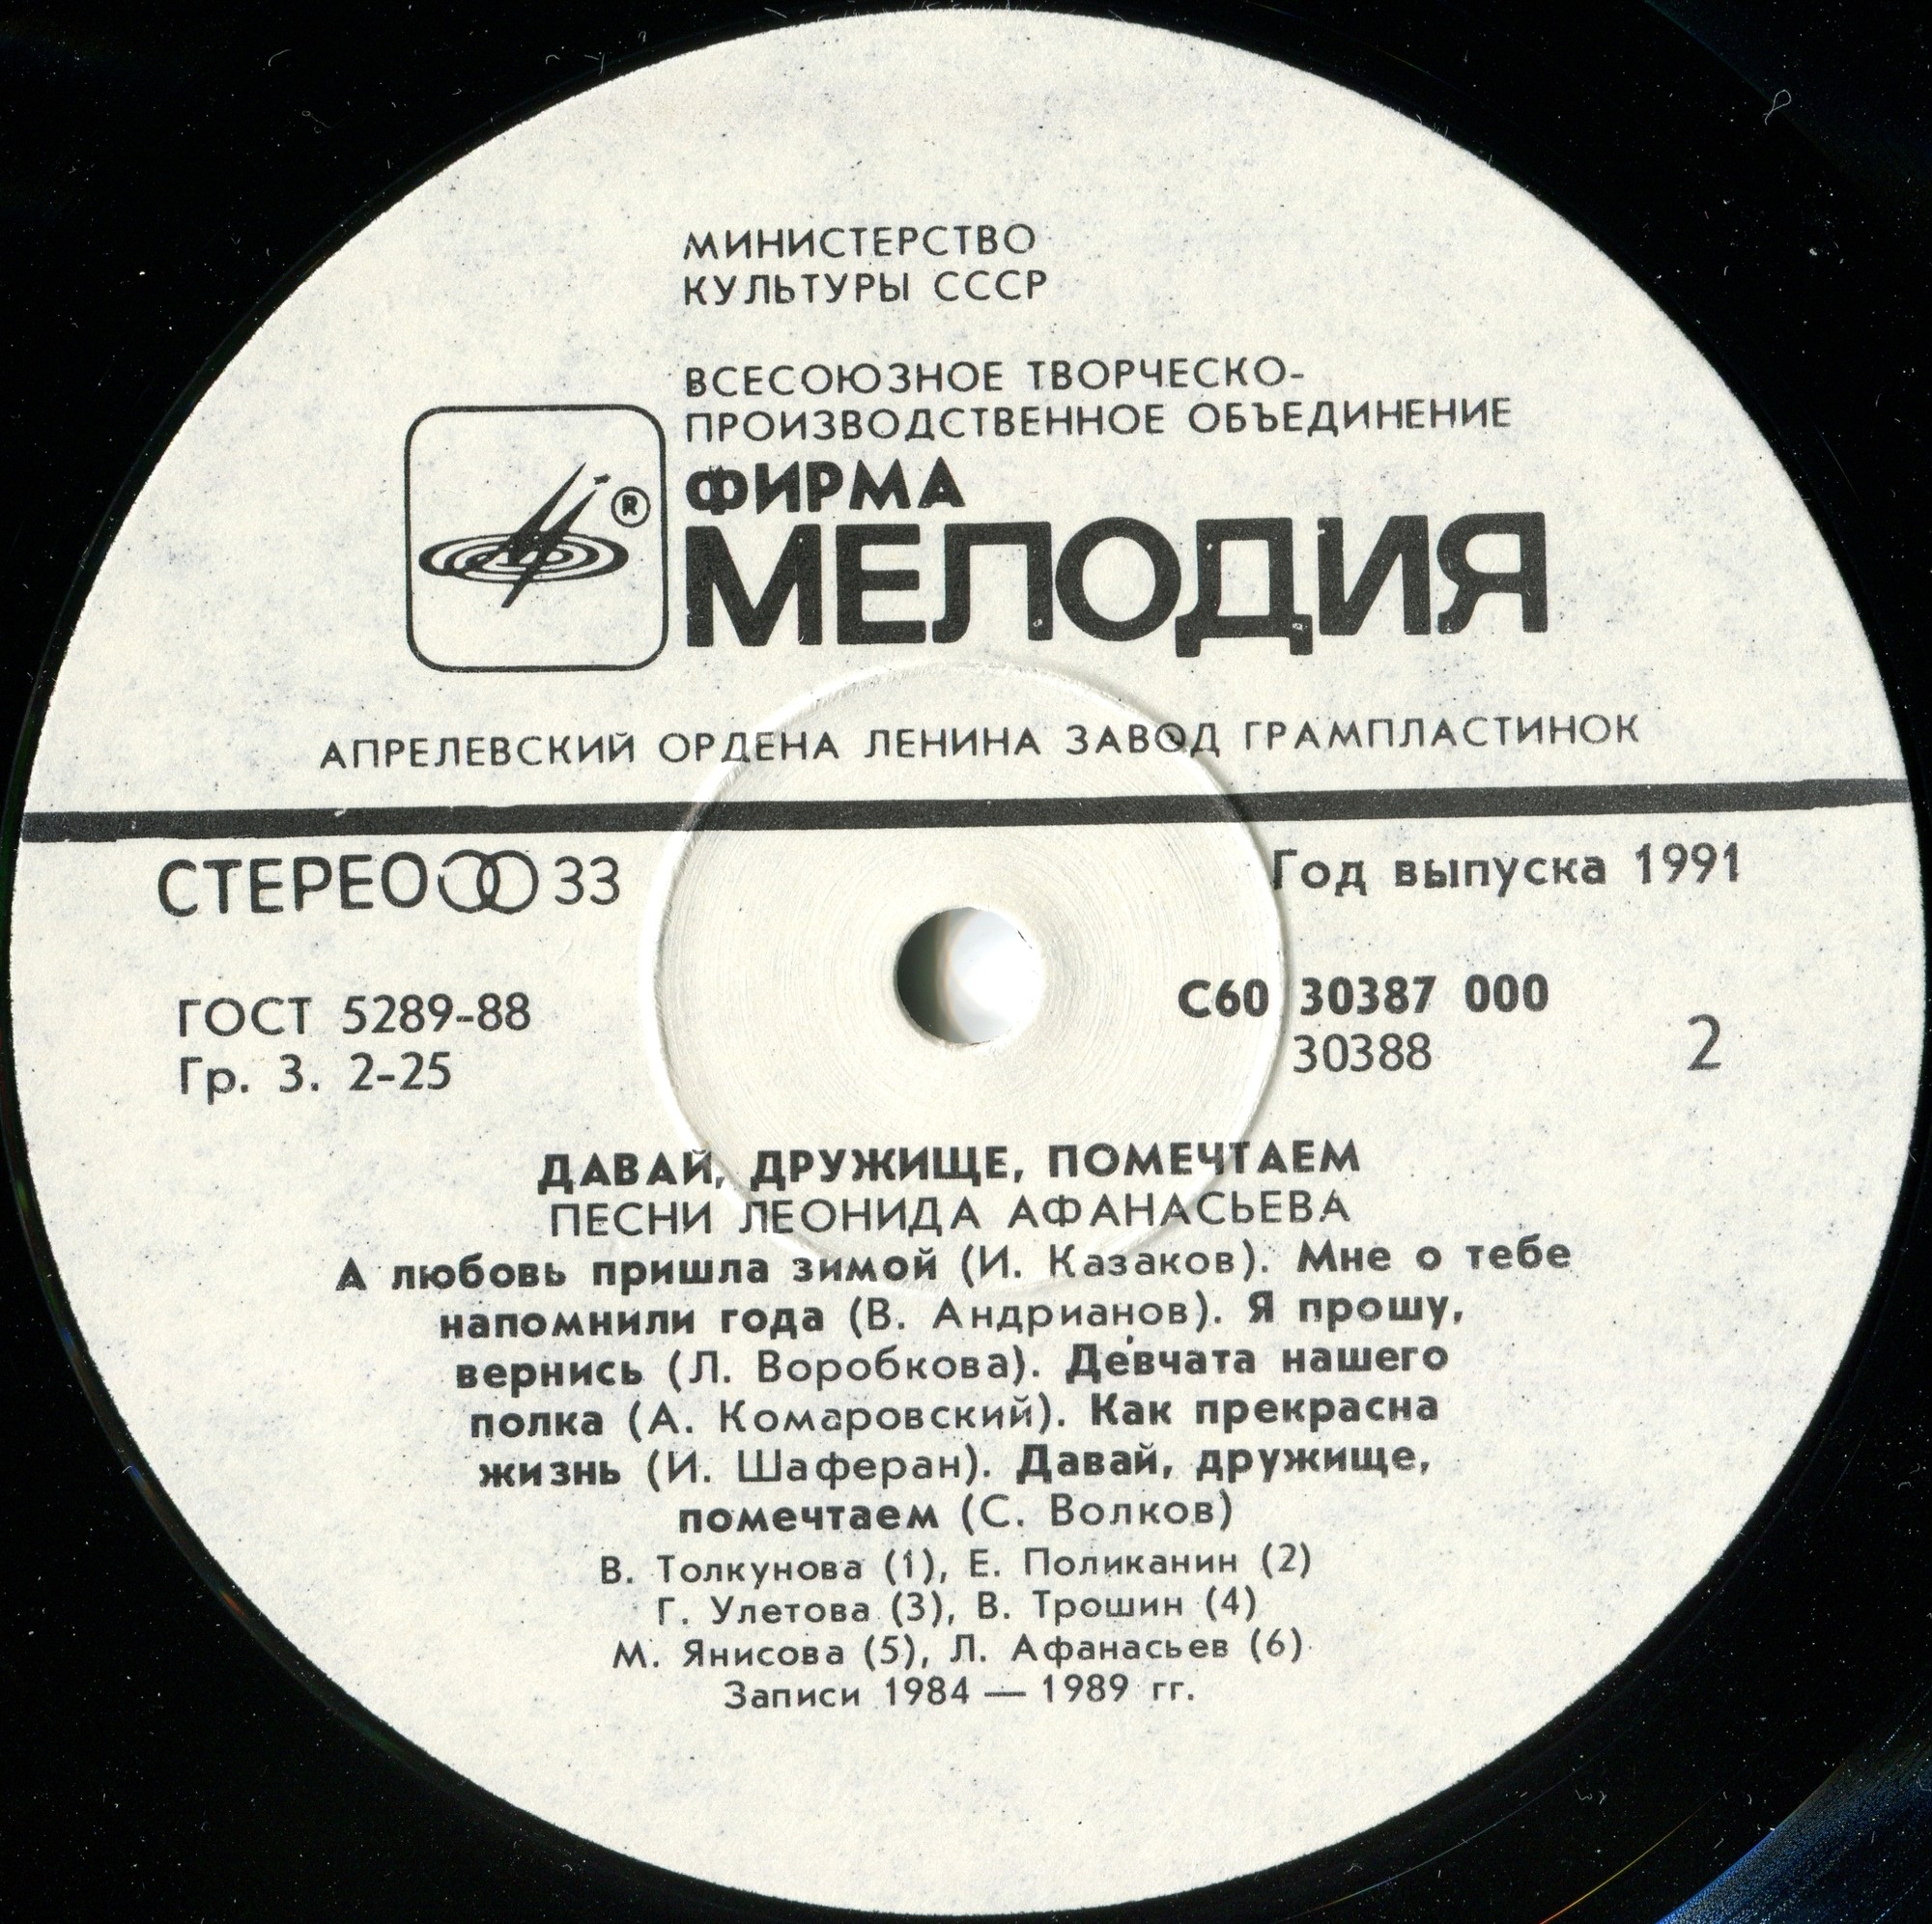 МИНИСТЕРСТВО
КУЛЬТУРЫ СССР
ВСЕСОЮЗНОЕ ТВОРЧЕСКО-
ПРОИЗВОДСТВЕННОЕ ОБЪЕДИНЕНИЕ
ФИРМА
МЕЛОДИЯ
®
АПРЕЛЕВСКИЙ ОРДЕНА ЛЕНИНА ЗАВОД ГРАМПЛАСТИНОК
СТЕРЕО 33
Год выпуска 1991
ГОСТ 5289-88
Гр. 3. 2-25
С60 30387 000
30388
2
ДАВАЙ, ДРУЖИЩЕ, ПОМЕЧТАЕМ
ПЕСНИ ЛЕОНИДА АФАНАСЬЕВА
А любовь пришла зимой (И. Казаков). Мне о тебе
напомнили года (В. Андрианов). Я прошу,
вернись (Л. Воробкова). Девчата нашего
полка (А. Комаровский). Как прекрасна
жизнь (И. Шаферан). Давай, дружище,
помечтаем (С. Волков)
В. Толкунова (1), Е. Поликанин (2)
Г. Улетова (3), В. Трошин (4)
М. Янисова (5), Л. Афанасьев (6)
Записи 1984 — 1989 гг.